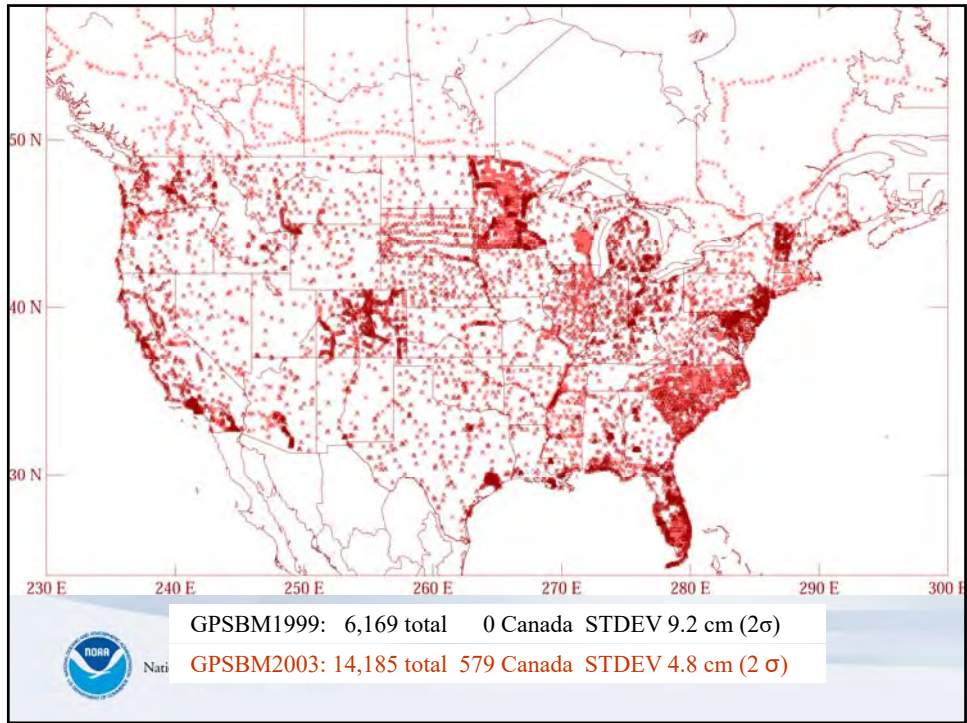 50 N
40 N
30 N
230 E 240 E 250 E 260 E 270 E 280 E 290 E 300 E
GPSBM1999: 6,169 total 0 Canada STDEV 9.2 cm (2σ)
GPSBM2003: 14,185 total 579 Canada STDEV 4.8 cm (2 σ)
NOAA